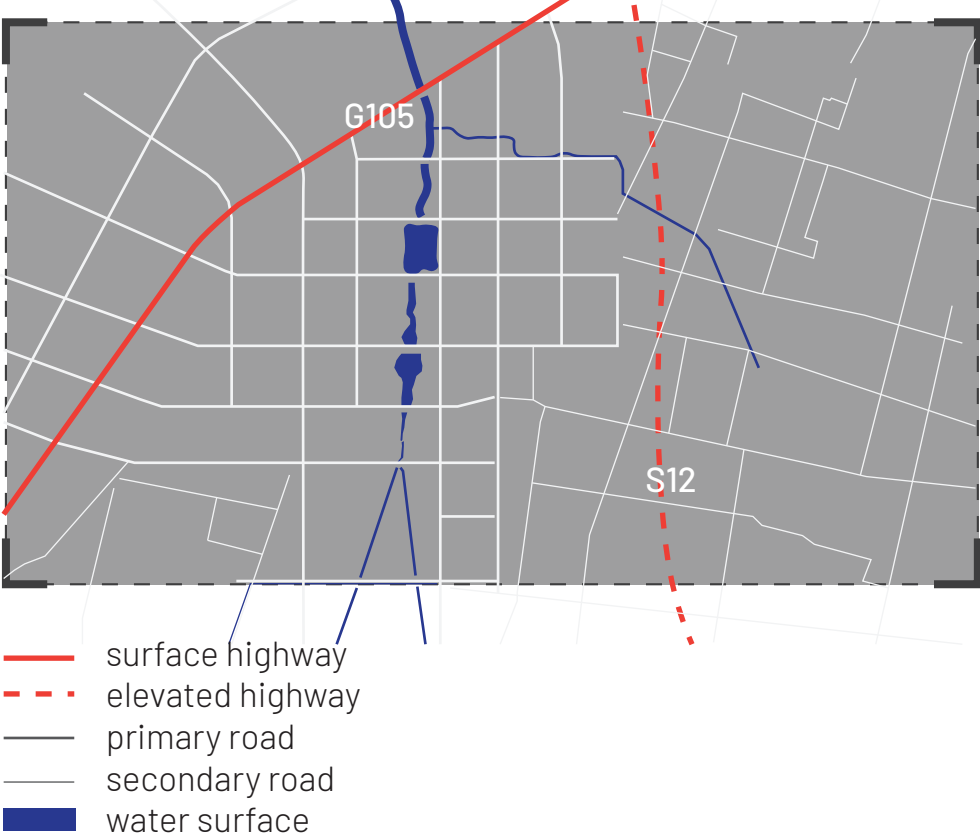 G105
S12
surface highway
elevated highway
primary road
secondary road
water surface